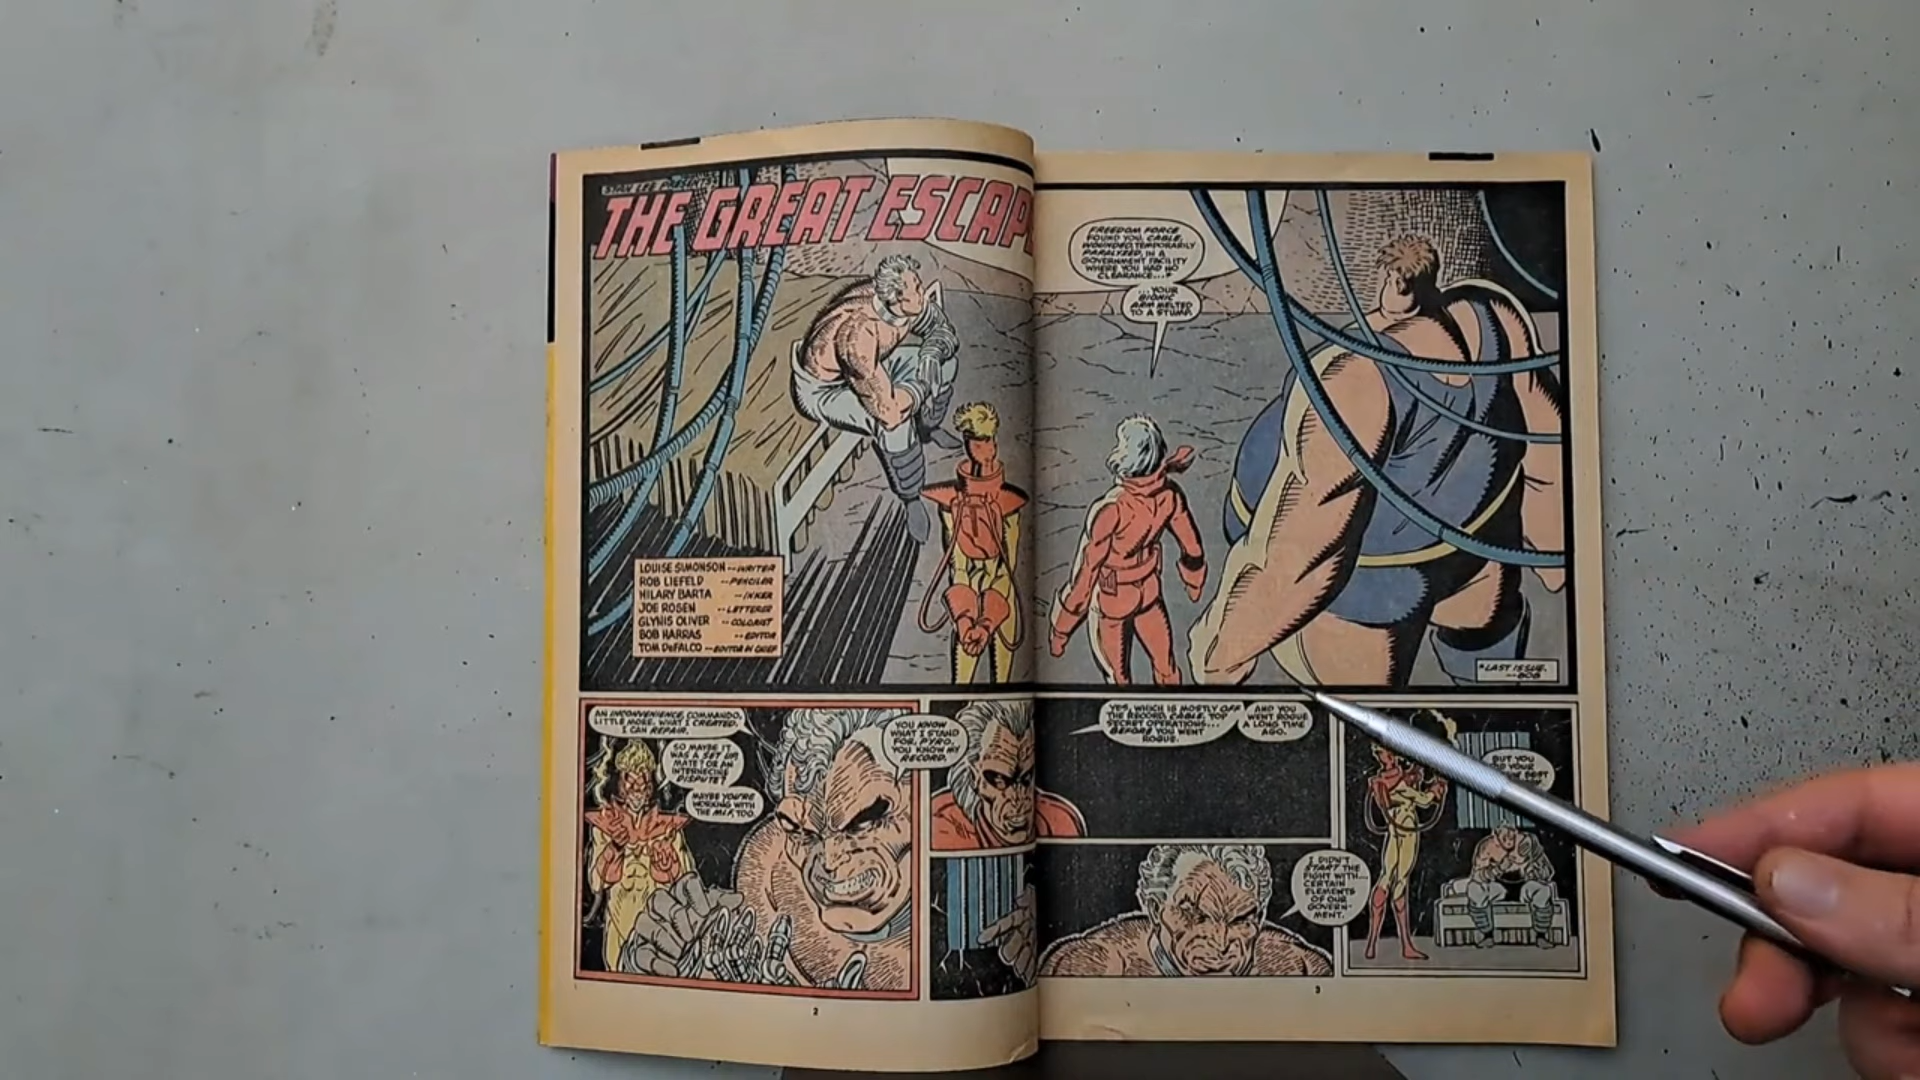 STAN LEE PRESENTS
THE GREAT ESCAP
FREEDOM FORCE
FOUND YOU, CABLE,
WOUNDED, TEMPORARILY
PARALYZED, IN A
GOVERNMENT FACILITY
WHERE YOU HAD NO
CLEARANCE...*
...YOUR
BIONIC
ARM MELTED
TO A STUMP.
LOUISE SIMONSON--WRITER
ROB LIEFELD --PENCILER
HILARY BARTA --INKER
JOE ROSEN --LETTERER
GLYNIS OLIVER --COLORIST
BOB HARRAS --EDITOR
TOM DeFALCO--EDITOR IN CHIEF
*LAST ISSUE.
--BOB
AN INCONVENIENCE, COMMANDO,
LITTLE MORE. WHAT I CREATED,
I CAN REPAIR.
SO MAYBE IT
WAS A SET UP,
MATE? OR AN
INTERNECINE
DISPUTE?
MAYBE YOU'RE
WORKING WITH
THE MLF, TOO.
YOU KNOW
WHAT I STAND
FOR, PYRO.
YOU KNOW MY
RECORD.
YES, WHICH IS MOSTLY OFF
THE RECORD, CABLE. TOP
SECRET OPERATIONS...
BEFORE YOU WENT
ROGUE.
AND YOU
WENT ROGUE
A LONG TIME
AGO.
I DIDN'T
START THE
FIGHT WITH...
CERTAIN
ELEMENTS
OF OUR
GOVERN-
MENT.
BUT YOU
YOUR
BEST
2
3